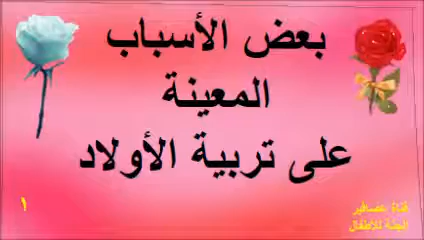 بعض الأسباب
المعينة
على تربية الأولاد
١
قناة عصافير
الجنة للأطفال